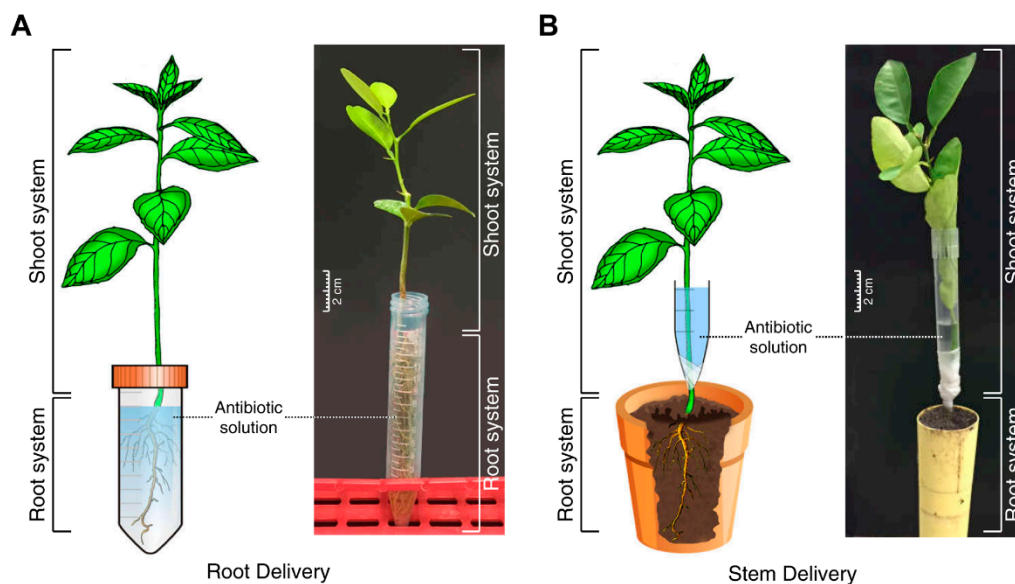 A
Shoot system
Root system
Antibiotic
solution
2 cm
Shoot system
Root system
Root Delivery
B
Shoot system
Root system
Antibiotic
solution
2 cm
Shoot system
Root system
Stem Delivery